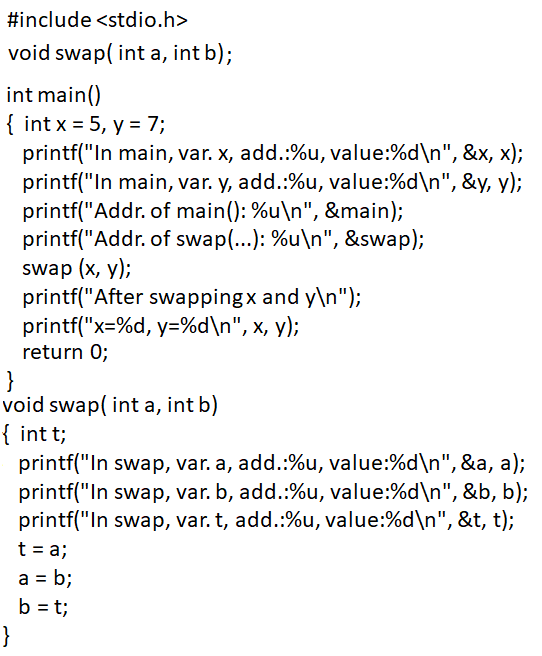 #include <stdio.h>
void swap( int a, int b);
int main()
{ int x = 5, y = 7;
printf("In main, var. x, add.:%u, value:%d\n", &x, x);
printf("In main, var. y, add.:%u, value:%d\n", &y, y);
printf("Addr. of main(): %u\n", &main);
printf("Addr. of swap(...): %u\n", &swap);
swap (x, y);
printf("After swapping x and y\n");
printf("x=%d, y=%d\n", x, y);
return 0;
}
void swap( int a, int b)
{ int t;
printf("In swap, var. a, add.:%u, value:%d\n", &a, a);
printf("In swap, var. b, add.:%u, value:%d\n", &b, b);
printf("In swap, var. t, add.:%u, value:%d\n", &t, t);
t = a;
a = b;
b = t;
}